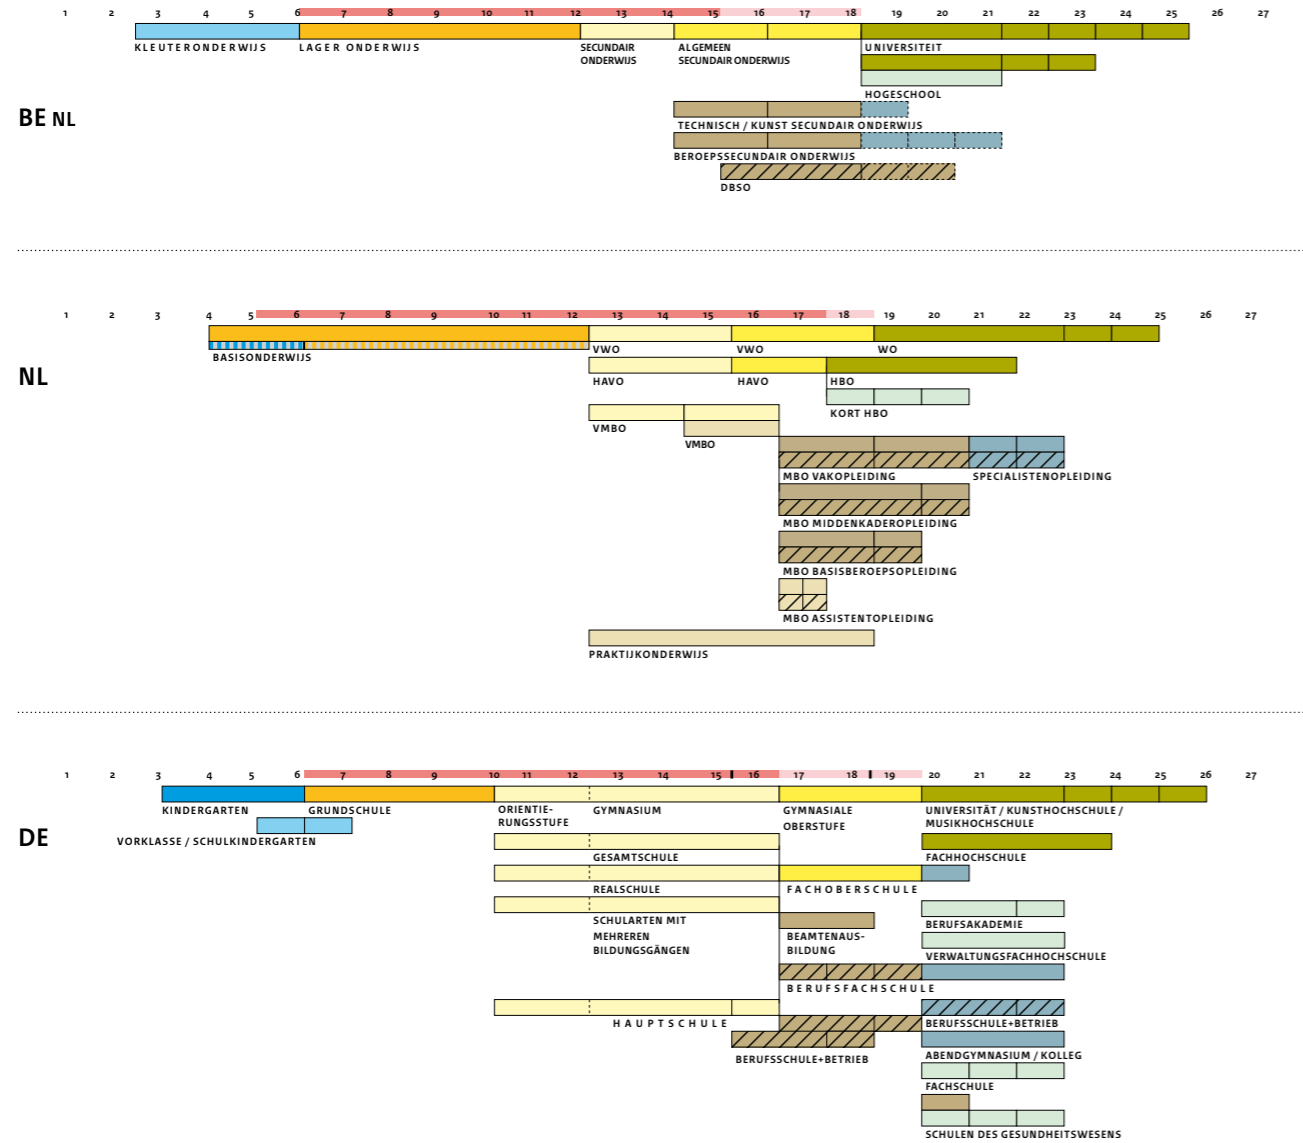 1 2 3 4 5 6 7 8 9 10 11 12 13 14 15 16 17 18 19 20 21 22 23 24 25 26 27
KLEUTERONDERWIJS LAGER ONDERWIJS SECUNDAIR ALGEMEEN UNIVERSITEIT
ONDERWIJS SECUNDAIR ONDERWIJS
HOGESCHOOL
BE NL
TECHNISCH / KUNST SECUNDAIR ONDERWIJS
BEROEPSSECUNDAIR ONDERWIJS
DBSO
1 2 3 4 5 6 7 8 9 10 11 12 13 14 15 16 17 18 19 20 21 22 23 24 25 26 27
VWO VWO WO
BASISONDERWIJS
NL
HAVO HAVO HBO
KORT HBO
VMBO
VMBO
MBO VAKOPLEIDING SPECIALISTENOPLEIDING
MBO MIDDENKADEROPLEIDING
MBO BASISBEROEPSOPLEIDING
MBO ASSISTENTOPLEIDING
PRAKTIJKONDERWIJS
1 2 3 4 5 6 7 8 9 10 11 12 13 14 15 16 17 18 19 20 21 22 23 24 25 26 27
KINDERGARTEN GRUNDSCHULE ORIENTIE- GYMNASIUM GYMNASIALE UNIVERSITÄT / KUNSTHOCHSCHULE /
RUNGSSTUFE OBERSTUFE MUSIKHOCHSCHULE
DE
VORKLASSE / SCHULKINDERGARTEN
GESAMTSCHULE FACHHOCHSCHULE
REALSCHULE FACHOBERSCHULE
SCHULARTEN MIT BERUFSAKADEMIE
MEHREREN BEAMTENAUS-
BILDUNGSGÄNGEN BILDUNG
VERWALTUNGSFACHHOCHSCHULE
BERUFSFACHSCHULE
HAUPTSCHULE BERUFSSCHULE+BETRIEB
BERUFSSCHULE+BETRIEB ABENDGYMNASIUM / KOLLEG
FACHSCHULE
SCHULEN DES GESUNDHEITSWESENS